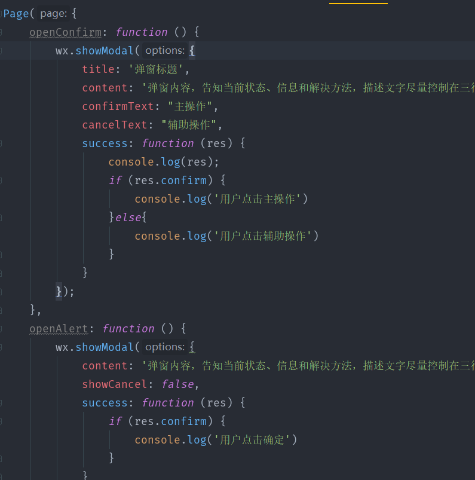 Page( page: {
openConfirm: function () {
wx.showModal( options: {
title: '弹窗标题',
content: '弹窗内容，告知当前状态、信息和解决方法，描述文字尽量控制在三行
confirmText: "主操作",
cancelText: "辅助操作",
success: function (res) {
console.log(res);
if (res.confirm) {
console.log('用户点击主操作')
}else{
console.log('用户点击辅助操作')
}
}
});
},
openAlert: function () {
wx.showModal( options: {
content: '弹窗内容，告知当前状态、信息和解决方法，描述文字尽量控制在三行
showCancel: false,
success: function (res) {
if (res.confirm) {
console.log('用户点击确定')
}
}